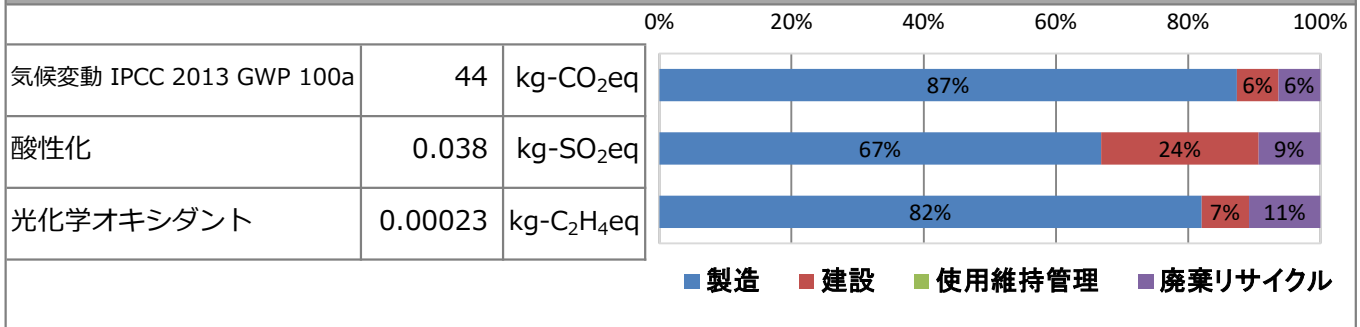 0% 20% 40% 60% 80% 100%
気候変動 IPCC 2013 GWP 100a 44 kg-CO₂eq 87% 6% 6%
酸性化 0.038 kg-SO₂eq 67% 24% 9%
光化学オキシダント 0.00023 kg-C₂H₄eq 82% 7% 11%
製造 建設 使用維持管理 廃棄リサイクル